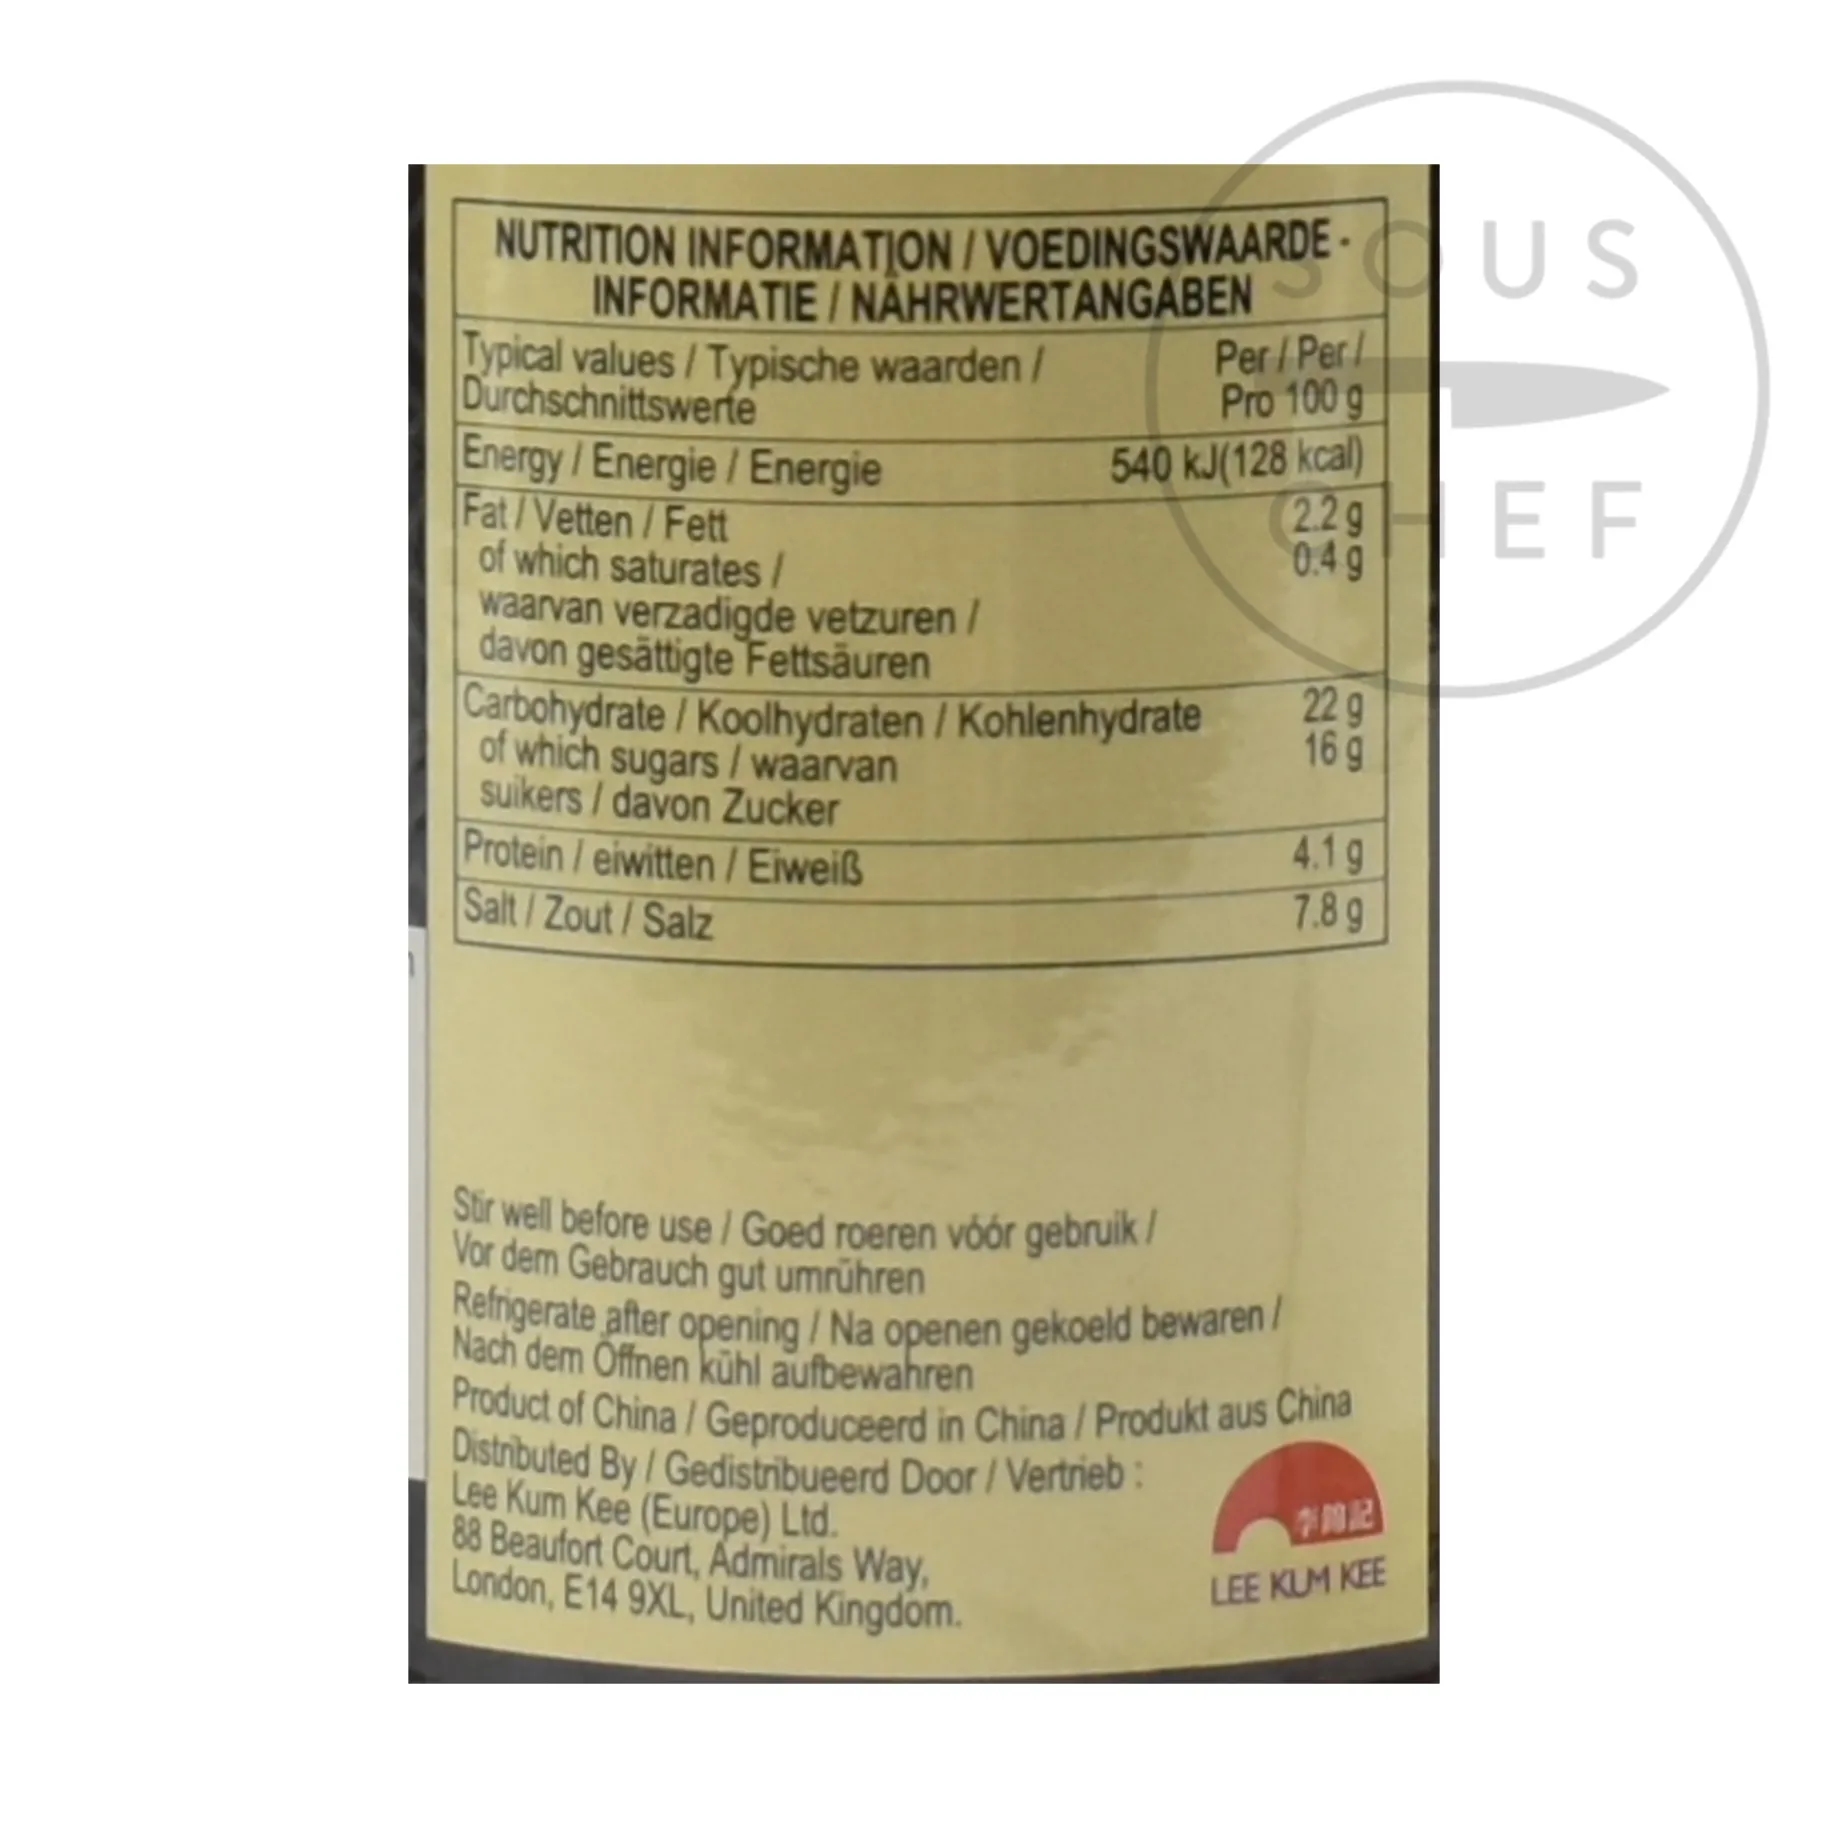 NUTRITION INFORMATION / VOEDINGSWAARDE -
INFORMATIE / NÄHRWERTANGABEN
Typical values / Typische waarden /
Durchschnittswerte
Per / Per /
Pro 100 g
Energy / Energie / Energie 540 kJ(128 kcal)
Fat / Vetten / Fett 2.2 g
of which saturates / 0.4 g
waarvan verzadigde vetzuren /
davon gesättigte Fettsäuren
Carbohydrate / Koolhydraten / Kohlenhydrate 22 g
of which sugars / waarvan 16 g
suikers / davon Zucker
Protein / eiwitten / Eiweiß 4.1 g
Salt / Zout / Salz 7.8 g
Stir well before use / Goed roeren vóór gebruik /
Vor dem Gebrauch gut umrühren
Refrigerate after opening / Na openen gekoeld bewaren /
Nach dem Öffnen kühl aufbewahren
Product of China / Geproduceerd in China / Produkt aus China
Distributed By / Gedistribueerd Door / Vertrieb :
Lee Kum Kee (Europe) Ltd.
88 Beaufort Court, Admirals Way,
London, E14 9XL, United Kingdom.
李錦記
LEE KUM KEE
SOUS
CHEF